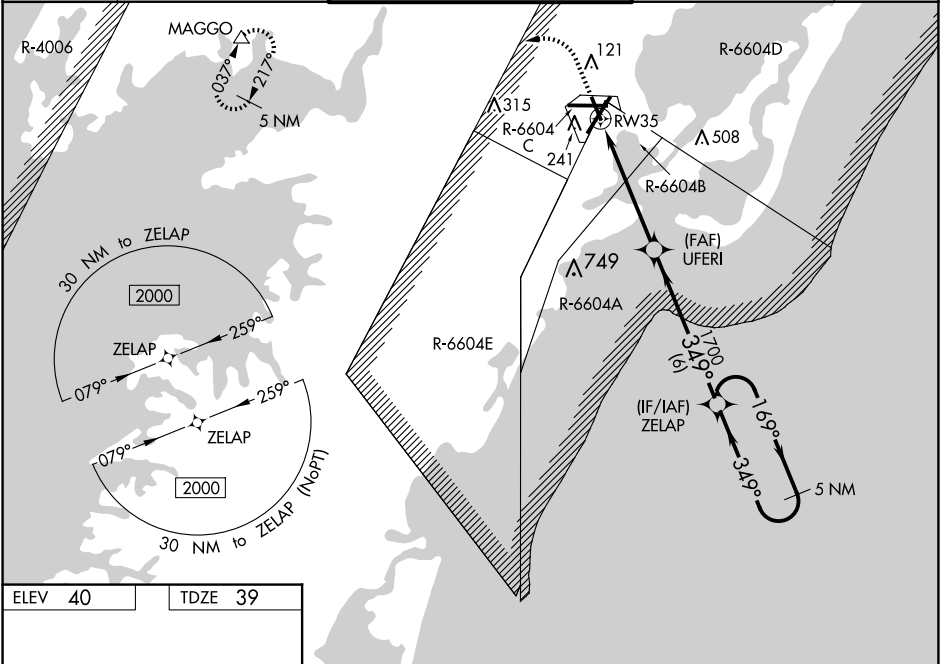 R-4006
MAGGO
037°
217°
5 NM
121
R-6604D
315
R-6604
C
241
RW35
508
R-6604B
(FAF)
UFERI
749
R-6604A
R-6604E
1700
349°
(6)
(IF/IAF)
ZELAP
169°
349°
5 NM
30 NM to ZELAP
2000
ZELAP
259°
079°
259°
ZELAP
079°
2000
30 NM to ZELAP (NoPT)
ELEV 40
TDZE 39